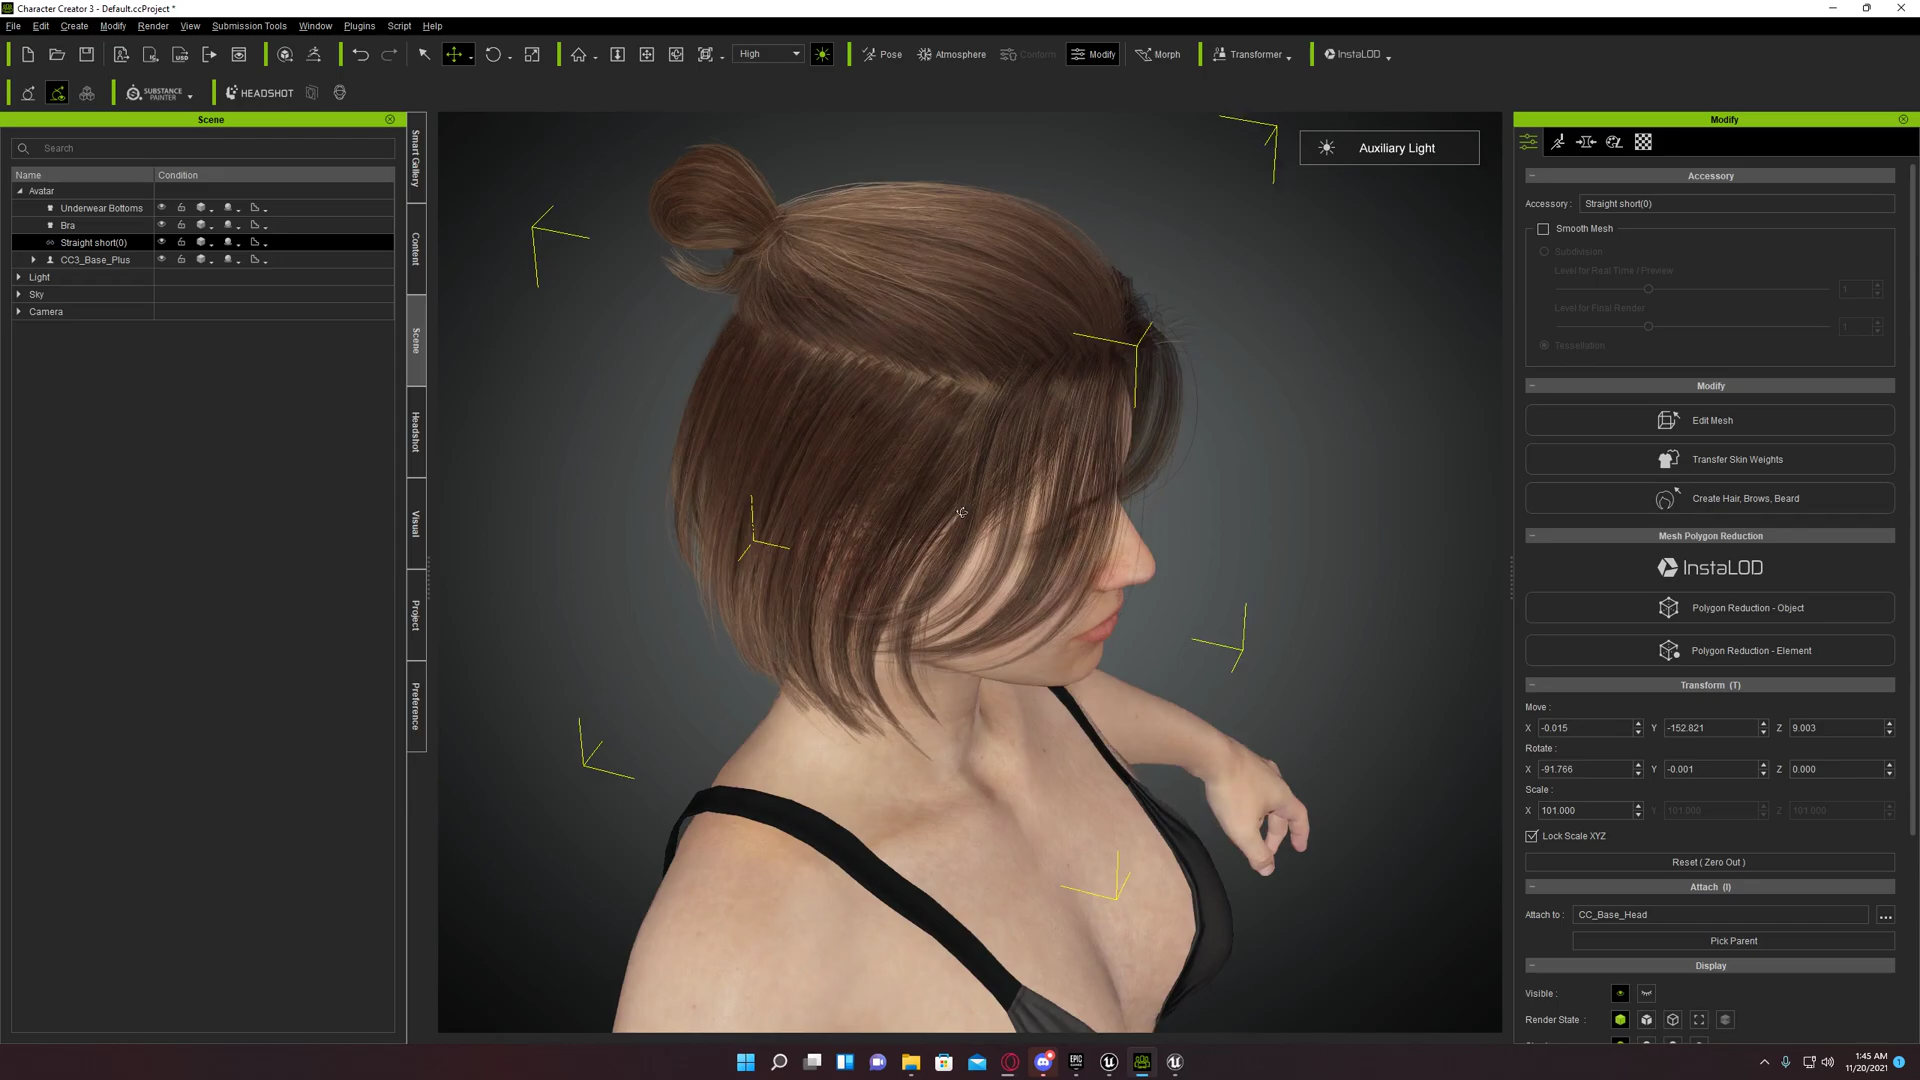 Character Creator 3 - Default.ccProject *
File Edit Create Modify Render View Submission Tools Window Plugins Script Help
High Pose Atmosphere Conform Modify Morph Transformer InstaLOD
SUBSTANCE PAINTER HEADSHOT
Scene
Search
Name Condition
Avatar
Underwear Bottoms
Bra
Straight short(0)
CC3_Base_Plus
Light
Sky
Camera
Smart Gallery
Content
Scene
Headshot
Visual
Project
Preference
Auxiliary Light
Modify
Accessory
Accessory : Straight short(0)
Smooth Mesh
Subdivision
Level for Real Time / Preview
1
Level for Final Render
1
Tessellation
Modify
Edit Mesh
Transfer Skin Weights
Create Hair, Brows, Beard
Mesh Polygon Reduction
InstaLOD
Polygon Reduction - Object
Polygon Reduction - Element
Transform (T)
Move :
X -0.015 Y -152.821 Z 9.003
Rotate :
X -91.766 Y -0.001 Z 0.000
Scale :
X 101.000 Y 101.000 Z 101.000
Lock Scale XYZ
Reset ( Zero Out )
Attach (I)
Attach to : CC_Base_Head ...
Pick Parent
Display
Visible :
Render State :
EPIC GAMES
1:45 AM
11/20/2021
1